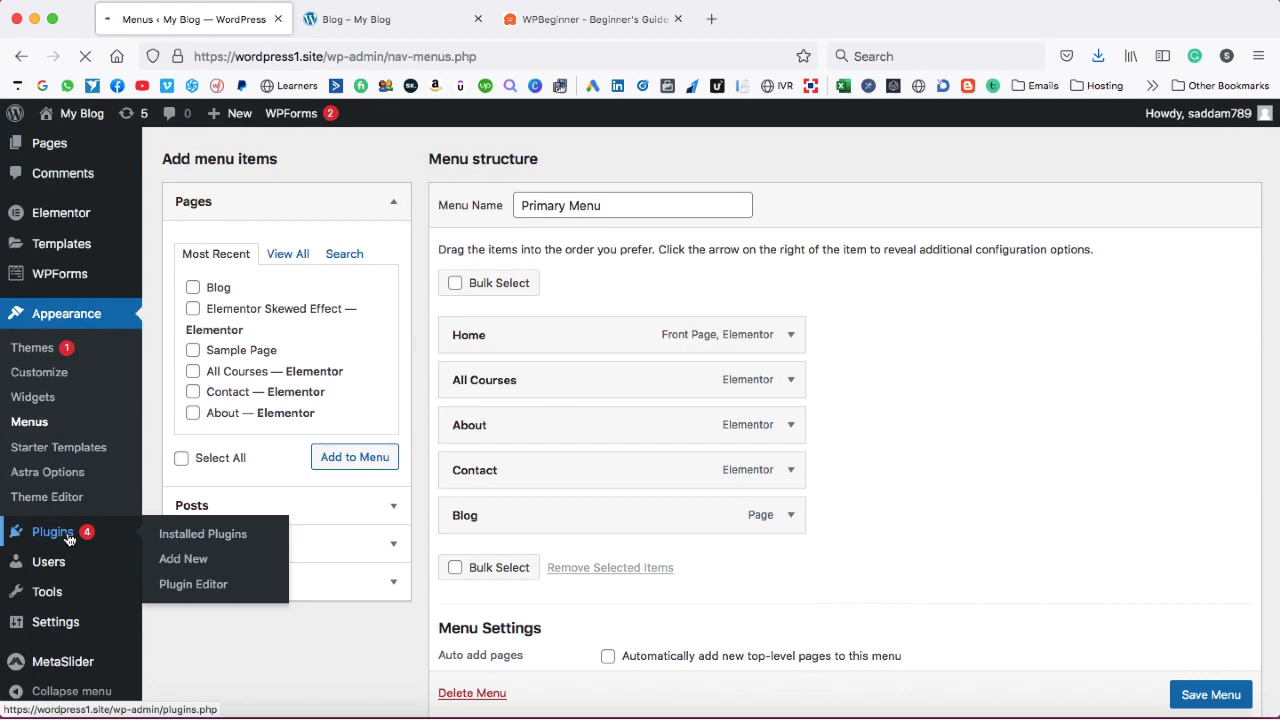 Menus ‹ My Blog — WordPress
Blog – My Blog
WPBeginner - Beginner's Guide
https://wordpress1.site/wp-admin/nav-menus.php
Search
Learners
IVR
Emails
Hosting
Other Bookmarks
My Blog
5
0
New
WPForms 2
Howdy, saddam789
Pages
Comments
Elementor
Templates
WPForms
Appearance
Themes 1
Customize
Widgets
Menus
Starter Templates
Astra Options
Theme Editor
Plugins 4
Users
Tools
Settings
MetaSlider
Collapse menu
Installed Plugins
Add New
Plugin Editor
Add menu items
Pages
Most Recent
View All
Search
Blog
Elementor Skewed Effect —
Elementor
Sample Page
All Courses — Elementor
Contact — Elementor
About — Elementor
Select All
Add to Menu
Posts
Menu structure
Menu Name
Primary Menu
Drag the items into the order you prefer. Click the arrow on the right of the item to reveal additional configuration options.
Bulk Select
Home
Front Page, Elementor
All Courses
Elementor
About
Elementor
Contact
Elementor
Blog
Page
Bulk Select
Remove Selected Items
Menu Settings
Auto add pages
Automatically add new top-level pages to this menu
Delete Menu
Save Menu
https://wordpress1.site/wp-admin/plugins.php